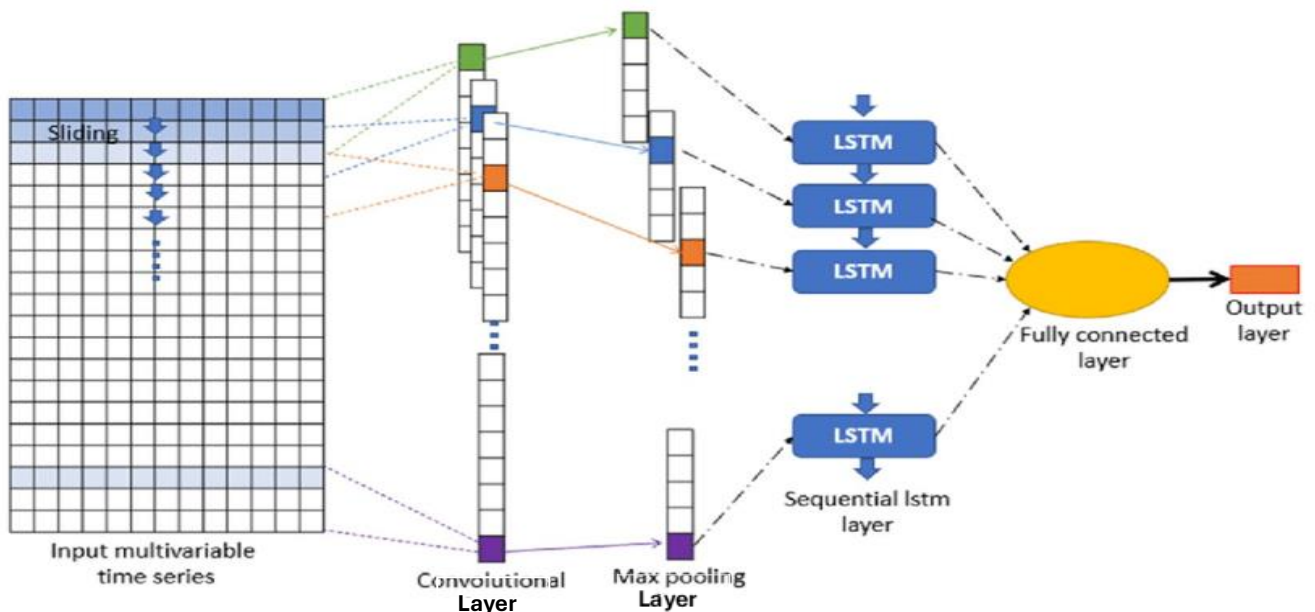 Sliding
Input multivariable
time series
Convolutional
Layer
Max pooling
Layer
LSTM
LSTM
LSTM
LSTM
Sequential lstm
layer
Fully connected
layer
Output
layer